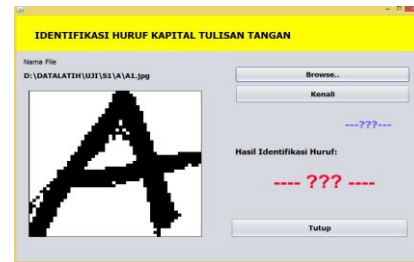 IDENTIFIKASI HURUF KAPITAL TULISAN TANGAN
Nama File
D:\DATALATIH\UJI\S1\A\A1.jpg
Browse..
Kenali
---???---
Hasil Identifikasi Huruf:
---- ??? ----
A
Tutup